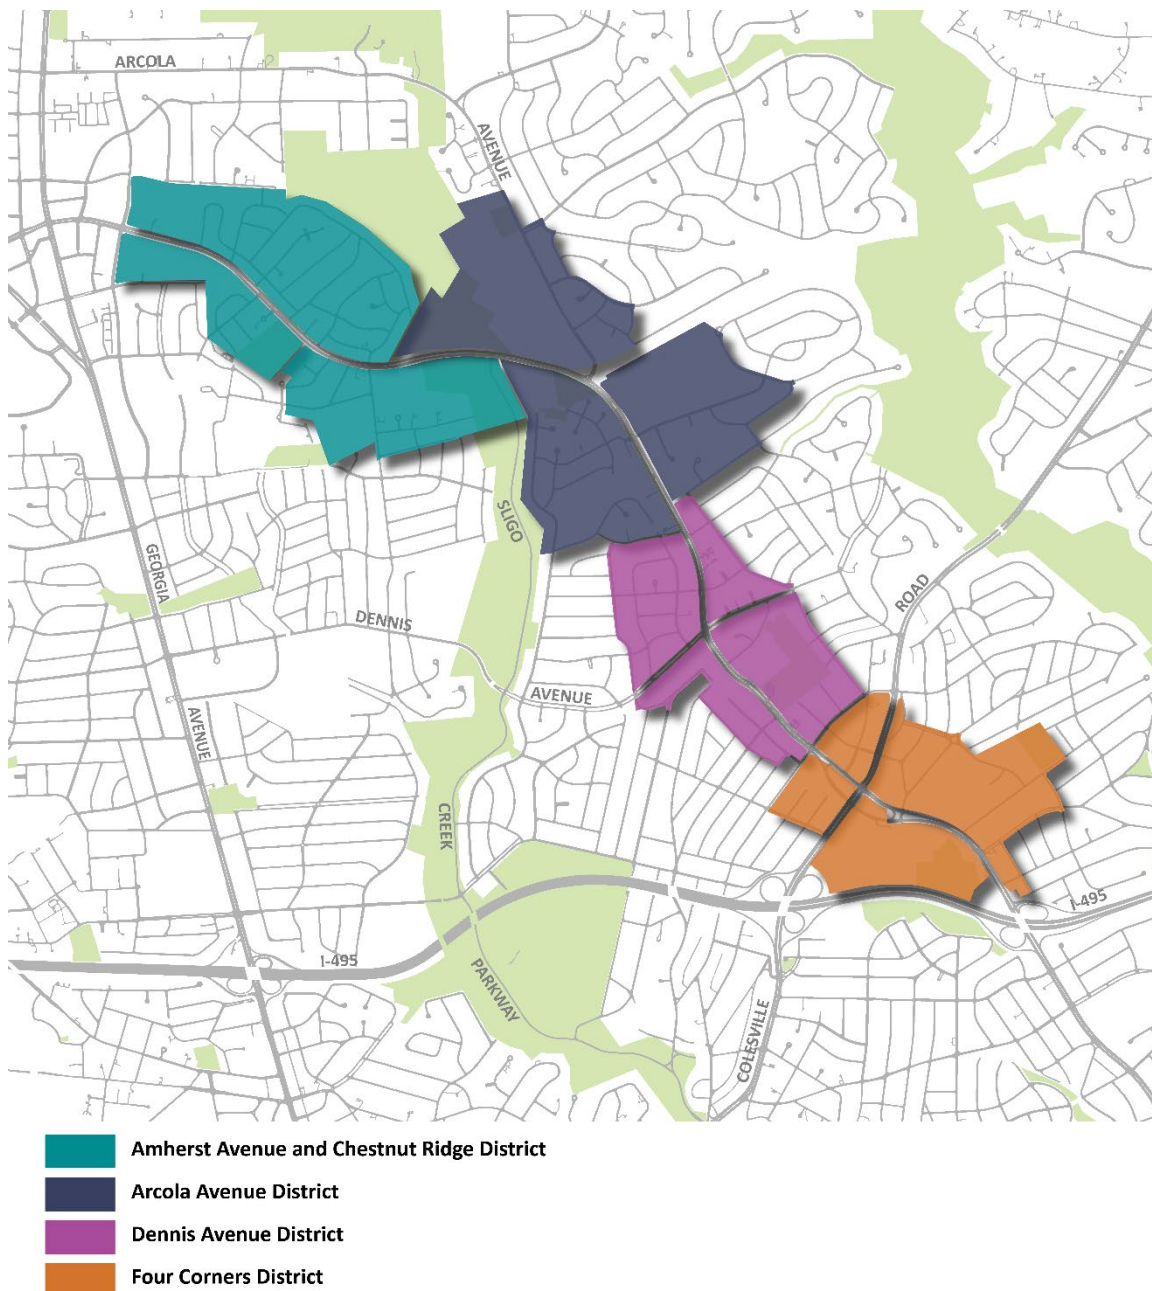 ARCOLA
AVENUE
SLIGO
GEORGIA
ROAD
DENNIS
AVENUE
AVENUE
CREEK
I-495
I-495
PARKWAY
COLESVILLE
Amherst Avenue and Chestnut Ridge District
Arcola Avenue District
Dennis Avenue District
Four Corners District